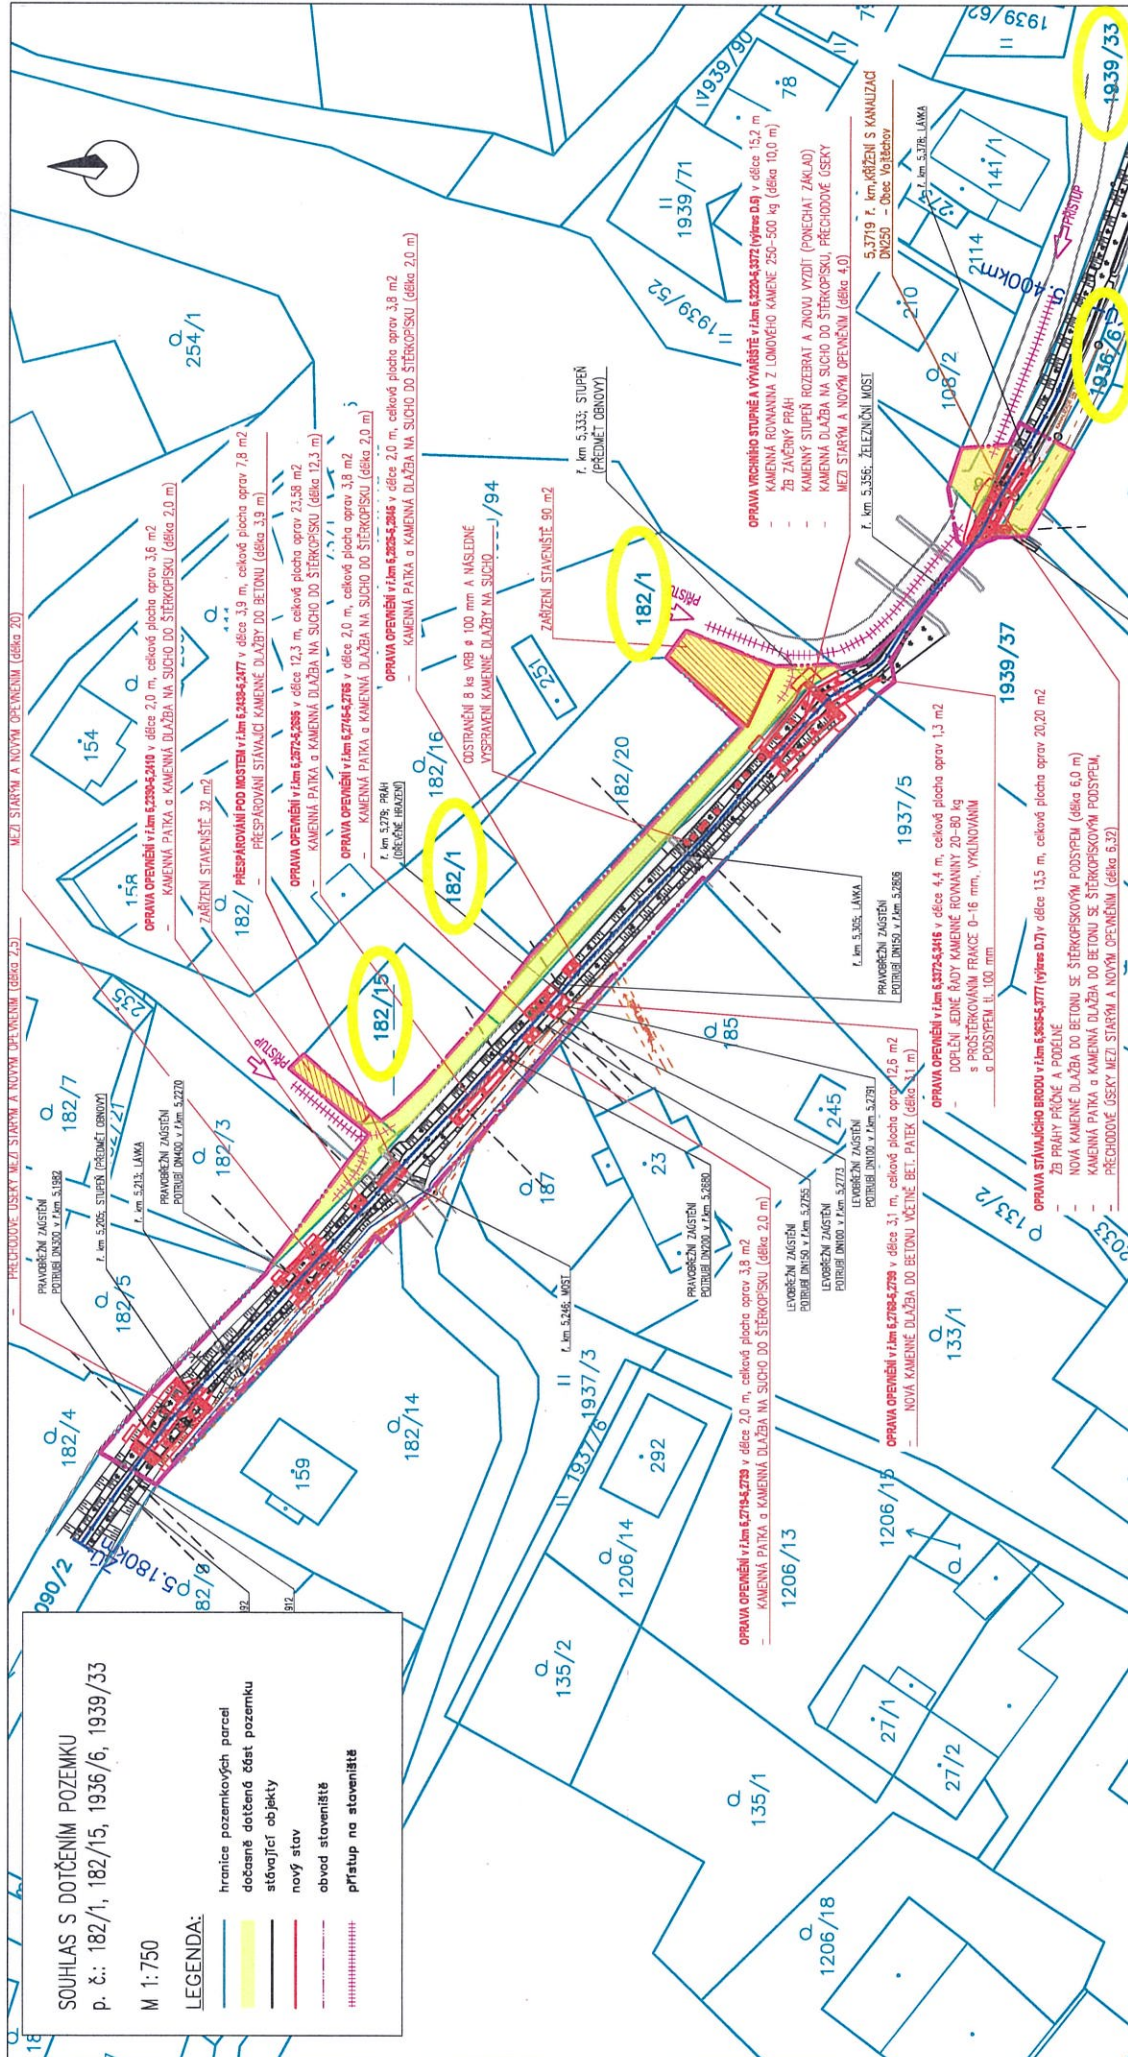 SOUHLAS S DOTČENÍM POZEMKU
p. č.: 182/1, 182/15, 1936/6, 1939/33
M 1:750
LEGENDA:
hranice pozemkových parcel
dočasně dotčená část pozemku
stávající objekty
nový stav
obvod staveniště
přístup na staveniště
PŘECHODOVÉ ÚSEKY MEZI STARÝM A NOVÝM OPEVNĚNÍM (délka 2,5)
MEZI STARÝM A NOVÝM OPEVNĚNÍM (délka 20)
PRAVOBŘEŽNÍ ZAÚSTĚNÍ
POTRUBÍ DN300 v ř.km 5,1982
ř. km 5,205; STUPEŇ (PŘEDMĚT OBNOVY)
ř. km 5,213; LÁVKA
PRAVOBŘEŽNÍ ZAÚSTĚNÍ
POTRUBÍ DN400 v ř.km 5,2270
OPRAVA OPEVNĚNÍ v ř.km 5,2390-5,2410 v délce 2,0 m, celková plocha oprav 3,6 m2
- KAMENNÁ PATKA a KAMENNÁ DLAŽBA NA SUCHO DO ŠTĚRKOPÍSKU (délka 2,0 m)
ZAŘÍZENÍ STAVENIŠTĚ 32 m2
PŘESPÁROVÁNÍ POD MOSTEM v ř.km 5,2438-5,2477 v délce 3,9 m, celková plocha oprav 7,8 m2
- PŘESPÁROVÁNÍ STÁVAJÍCÍ KAMENNÉ DLAŽBY DO BETONU (délka 3,9 m)
OPRAVA OPEVNĚNÍ v ř.km 5,2572-5,2695 v délce 12,3 m, celková plocha oprav 23,58 m2
- KAMENNÁ PATKA a KAMENNÁ DLAŽBA NA SUCHO DO ŠTĚRKOPÍSKU (délka 12,3 m)
OPRAVA OPEVNĚNÍ v ř.km 5,2745-5,2765 v délce 2,0 m, celková plocha oprav 3,8 m2
- KAMENNÁ PATKA a KAMENNÁ DLAŽBA NA SUCHO DO ŠTĚRKOPÍSKU (délka 2,0 m)
ř. km 5,279; PRÁH
(DŘEVĚNÉ HRAZENÍ)
OPRAVA OPEVNĚNÍ v ř.km 5,2825-5,2845 v délce 2,0 m, celková plocha oprav 3,8 m2
- KAMENNÁ PATKA a KAMENNÁ DLAŽBA NA SUCHO DO ŠTĚRKOPÍSKU (délka 2,0 m)
ODSTRANĚNÍ 8 ks VRB ø 100 mm A NÁSLEDNÉ
VYSPRAVENÍ KAMENNÉ DLAŽBY NA SUCHO
ZAŘÍZENÍ STAVENIŠTĚ 90 m2
ř. km 5,333; STUPEŇ
(PŘEDMĚT OBNOVY)
OPRAVA VRCHNÍHO STUPNĚ A VÝVAŘIŠTĚ v ř.km 5,3220-5,3372 (výkres D.5) v délce 15,2 m
- KAMENNÁ ROVNANINA Z LOMOVÉHO KAMENE 250-500 kg (délka 10,0 m)
- ŽB ZÁVĚRNÝ PRÁH
- KAMENNÝ STUPEŇ ROZEBRAT A ZNOVU VYZDÍT (PONECHAT ZÁKLAD)
- KAMENNÁ DLAŽBA NA SUCHO DO ŠTĚRKOPÍSKU, PŘECHODOVÉ ÚSEKY
MEZI STARÝM A NOVÝM OPEVNĚNÍM (délka 4,0)
ř. km 5,356; ŽELEZNIČNÍ MOST
5,3719 ř. km,KŘÍŽENÍ S KANALIZACÍ
DN250 - Obec Vojtěchov
ř. km 5,378; LÁVKA
PŘÍSTUP
PŘÍSTUP
PŘÍSTUP
ř. km 5,246; MOST
PRAVOBŘEŽNÍ ZAÚSTĚNÍ
POTRUBÍ DN200 v ř.km 5,2680
LEVOBŘEŽNÍ ZAÚSTĚNÍ
POTRUBÍ DN150 v ř.km 5,2755
LEVOBŘEŽNÍ ZAÚSTĚNÍ
POTRUBÍ DN100 v ř.km 5,2773
LEVOBŘEŽNÍ ZAÚSTĚNÍ
POTRUBÍ DN100 v ř.km 5,2791
ř. km 5,305; LÁVKA
PRAVOBŘEŽNÍ ZAÚSTĚNÍ
POTRUBÍ DN150 v ř.km 5,2806
OPRAVA OPEVNĚNÍ v ř.km 5,2719-5,2739 v délce 2,0 m, celková plocha oprav 3,8 m2
- KAMENNÁ PATKA a KAMENNÁ DLAŽBA NA SUCHO DO ŠTĚRKOPÍSKU (délka 2,0 m)
OPRAVA OPEVNĚNÍ v ř.km 5,2768-5,2799 v délce 3,1 m, celková plocha oprav 12,6 m2
- NOVÁ KAMENNÉ DLAŽBA DO BETONU VČETNĚ BET. PATEK (délka 3,1 m)
OPRAVA OPEVNĚNÍ v ř.km 5,3372-5,3416 v délce 4,4 m, celková plocha oprav 1,3 m2
- DOPLNĚNÍ JEDNÉ ŘADY KAMENNÉ ROVNANINY 20-80 kg
s PROŠTĚRKOVÁNÍM FRAKCE 0-16 mm, VYKLÍNOVÁNÍM
a PODSYPEM tl. 100 mm
OPRAVA STÁVAJÍCÍHO BRODU v ř.km 5,3635-5,3777 (výkres D.7) v délce 13,5 m, celková plocha oprav 20,20 m2
- ŽB PRAHY PŘÍČNÉ A PODÉLNÉ
- NOVÁ KAMENNÉ DLAŽBA DO BETONU SE ŠTĚRKOPÍSKOVÝM PODSYPEM (délka 6,0 m)
- KAMENNÁ PATKA a KAMENNÁ DLAŽBA DO BETONU SE ŠTĚRKOPÍSKOVÝM PODSYPEM,
PŘECHODOVÉ ÚSEKY MEZI STARÝM A NOVÝM OPEVNĚNÍM (délka 6,32)
5.180km
5.400km
090/2
182/4
182/5
182/7
182/3
235
158
154
254/1
182/15
182/1
182/16
251
182/1
182/20
1939/52
1939/71
1939/90
78
1939/62
1939/33
141/1
2114
210
108/2
1936/6
1939/37
1937/5
185
187
23
245
182/14
159
1937/3
1937/6
292
1206/14
1206/13
1206/15
133/1
133/2
2033
135/2
135/1
27/1
27/2
1206/18
92
912